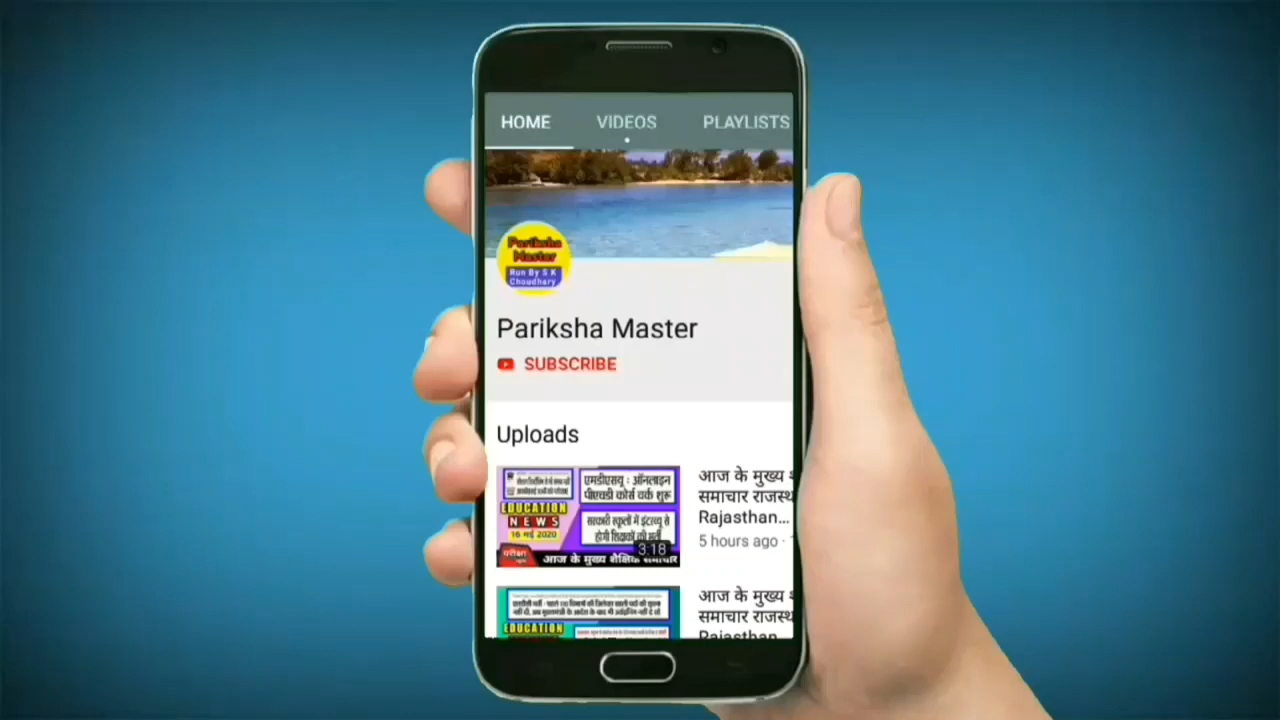 HOME VIDEOS PLAYLISTS
Pariksha
Master
Run By S K
Choudhary
Pariksha Master
SUBSCRIBE
Uploads
एमडीएसयू : ऑनलाइन
पीएचडी कोर्स वर्क शुरू
EDUCATION
NEWS
16 मई 2020
सरकारी स्कूलों में इंटरव्यू से
होगी शिक्षकों की भर्ती
3:18
परीक्षा
आज के मुख्य शैक्षिक समाचार
आज के मुख्य
समाचार राजस्थ
Rajasthan...
5 hours ago
EDUCATION
आज के मुख्य
समाचार राजस्थ
Rajasthan